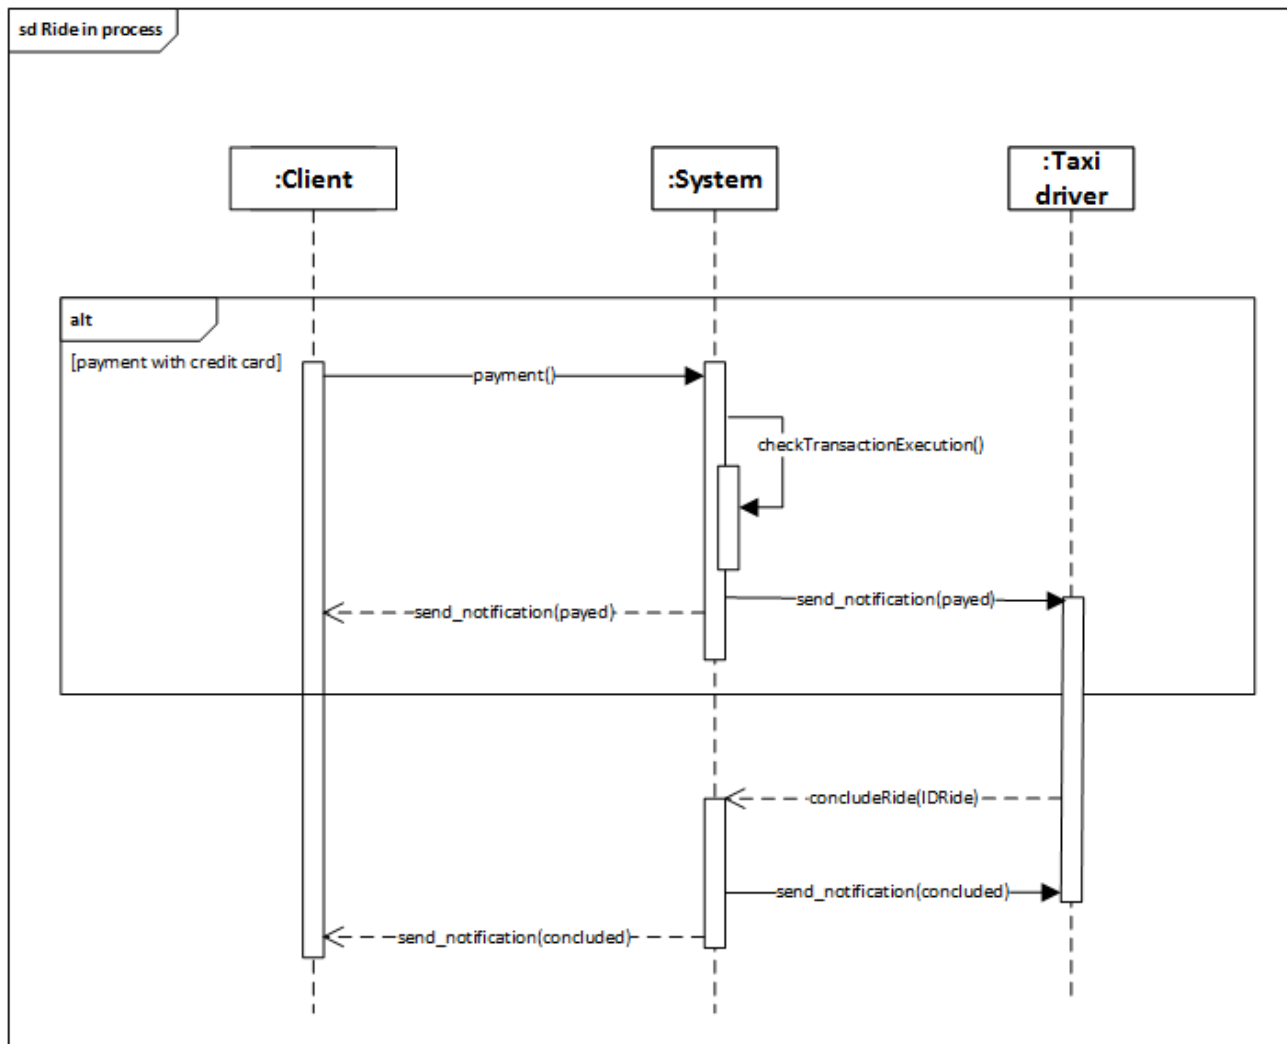 sd Ride in process
:Client
:System
:Taxi
driver
alt
[payment with credit card]
payment()
checkTransactionExecution()
send_notification(payed)
send_notification(payed)
concludeRide(IDRide)
send_notification(concluded)
send_notification(concluded)